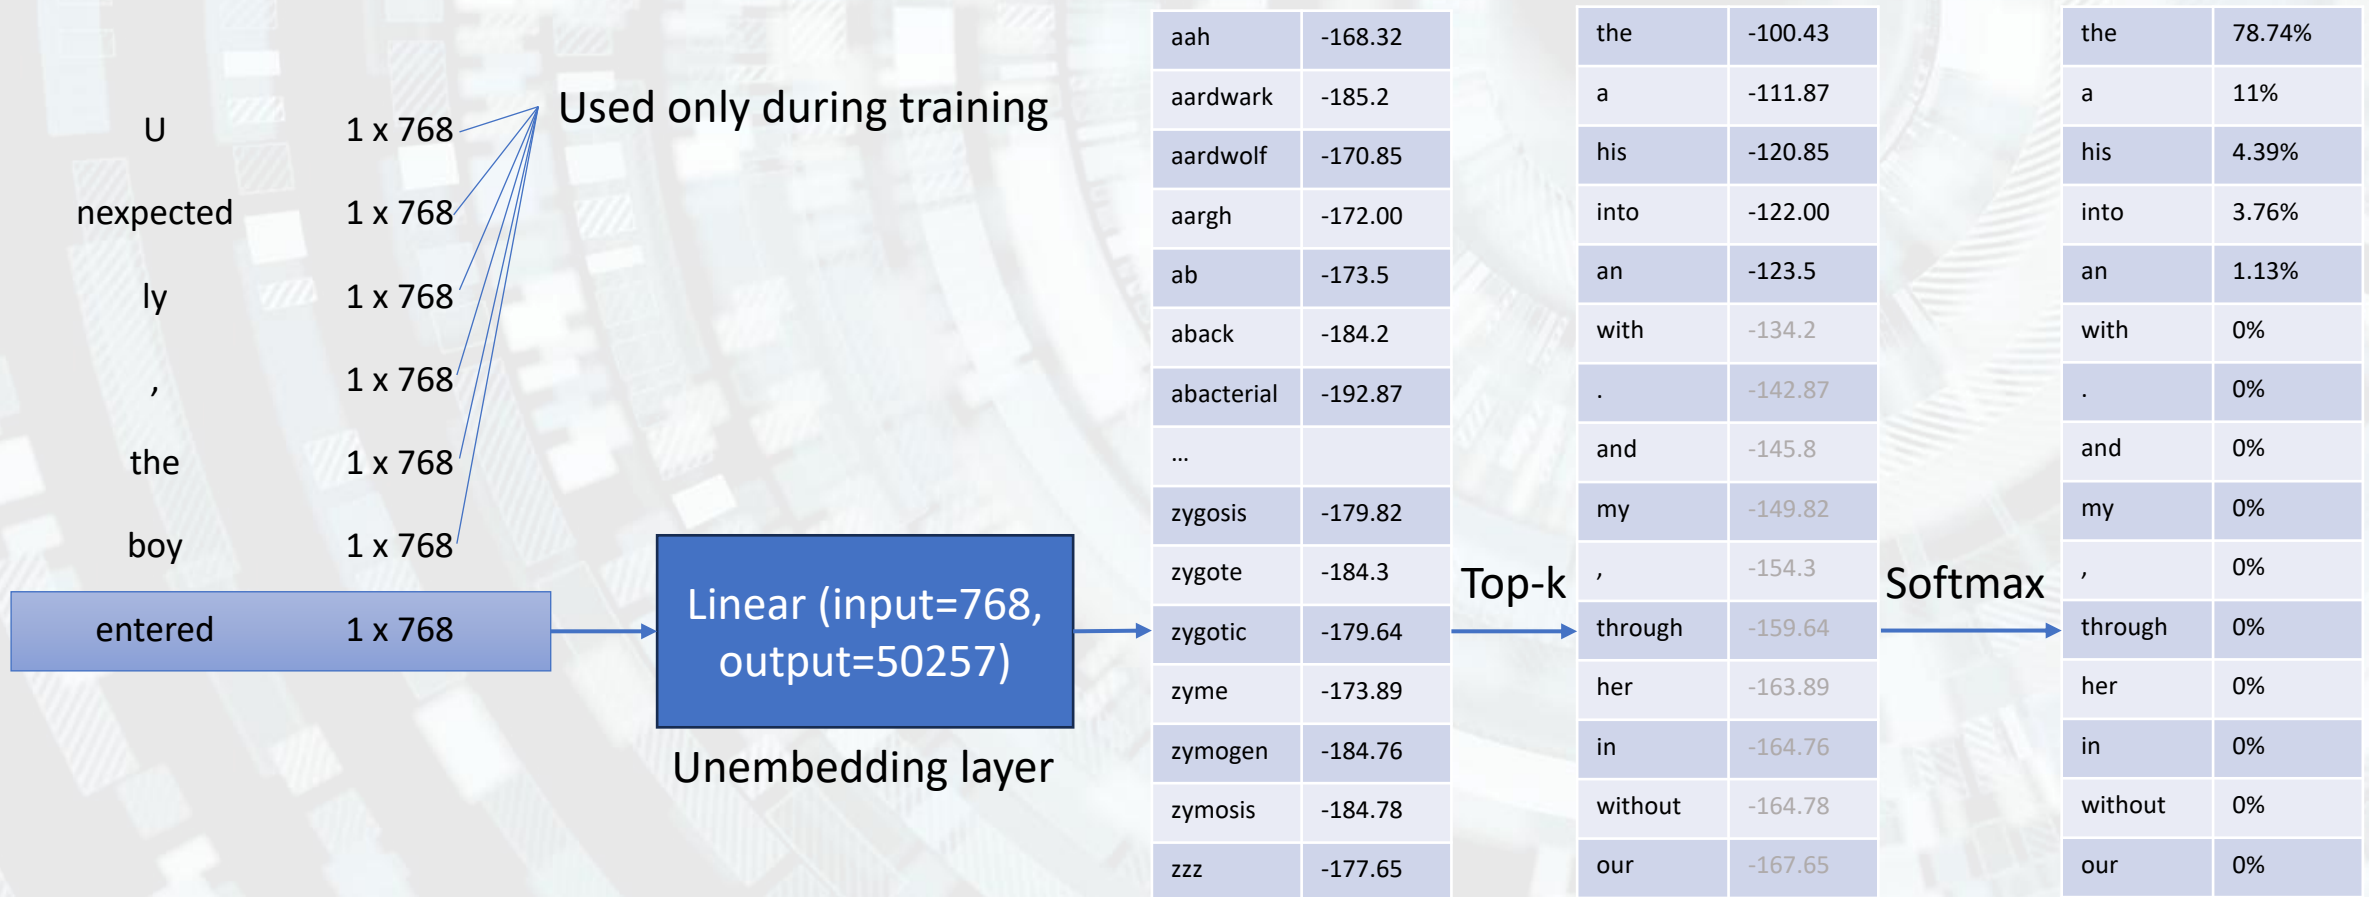 U 1 x 768
nexpected 1 x 768
ly 1 x 768
, 1 x 768
the 1 x 768
boy 1 x 768
entered 1 x 768
Used only during training
Linear (input=768,
output=50257)
Unembedding layer
aah -168.32
aardwark -185.2
aardwolf -170.85
aargh -172.00
ab -173.5
aback -184.2
abacterial -192.87
...
zygosis -179.82
zygote -184.3
zygotic -179.64
zyme -173.89
zymogen -184.76
zymosis -184.78
zzz -177.65
Top-k
the -100.43
a -111.87
his -120.85
into -122.00
an -123.5
with -134.2
. -142.87
and -145.8
my -149.82
, -154.3
through -159.64
her -163.89
in -164.76
without -164.78
our -167.65
Softmax
the 78.74%
a 11%
his 4.39%
into 3.76%
an 1.13%
with 0%
. 0%
and 0%
my 0%
, 0%
through 0%
her 0%
in 0%
without 0%
our 0%